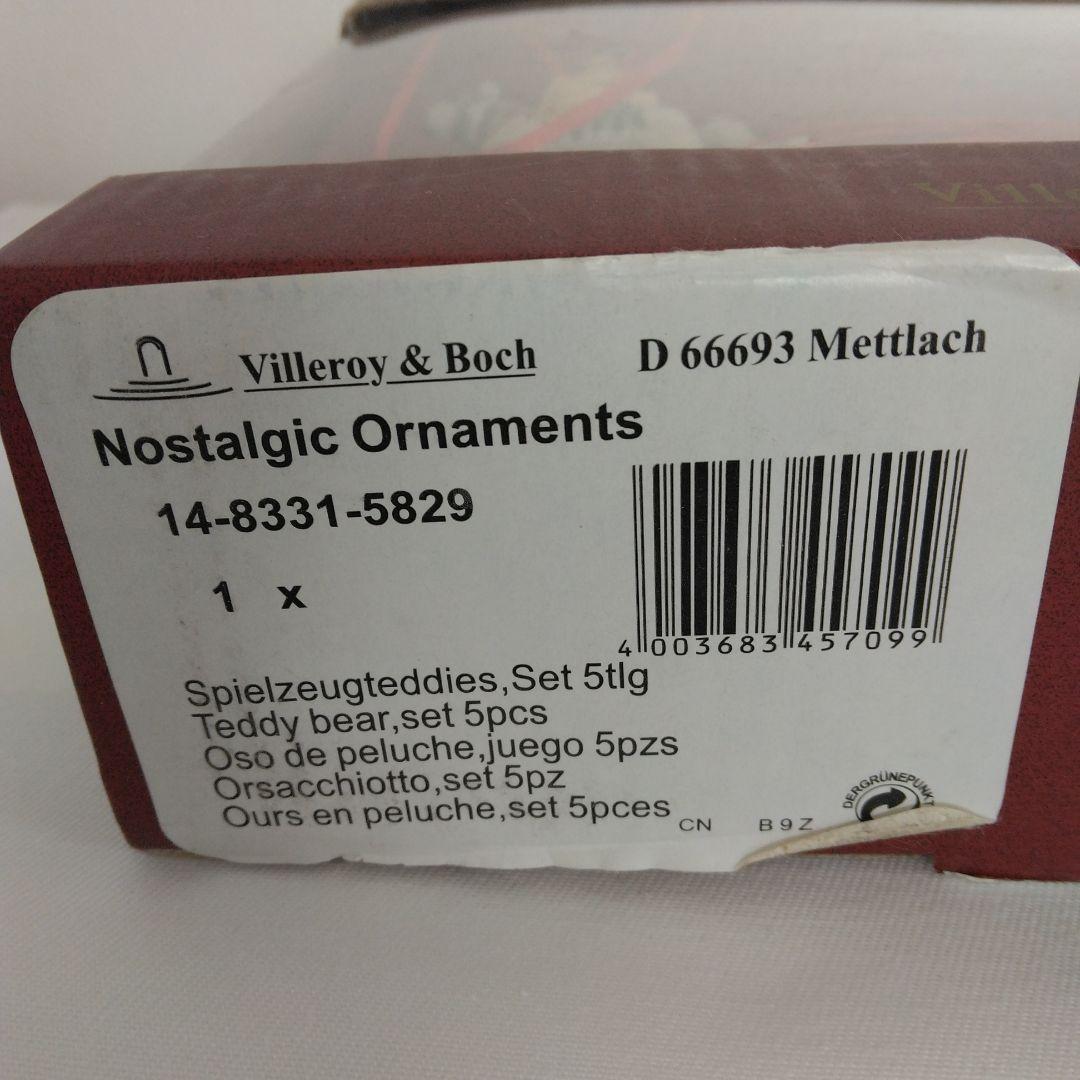 Villeroy & Boch D 66693 Mettlach
Nostalgic Ornaments
14-8331-5829
1 x
4 003683 457099
Spielzeugteddies,Set 5tlg
Teddy bear,set 5pcs
Oso de peluche,juego 5pzs
Orsacchiotto,set 5pz
Ours en peluche,set 5pces
CN B9Z
DERGRÜNEPUNKT